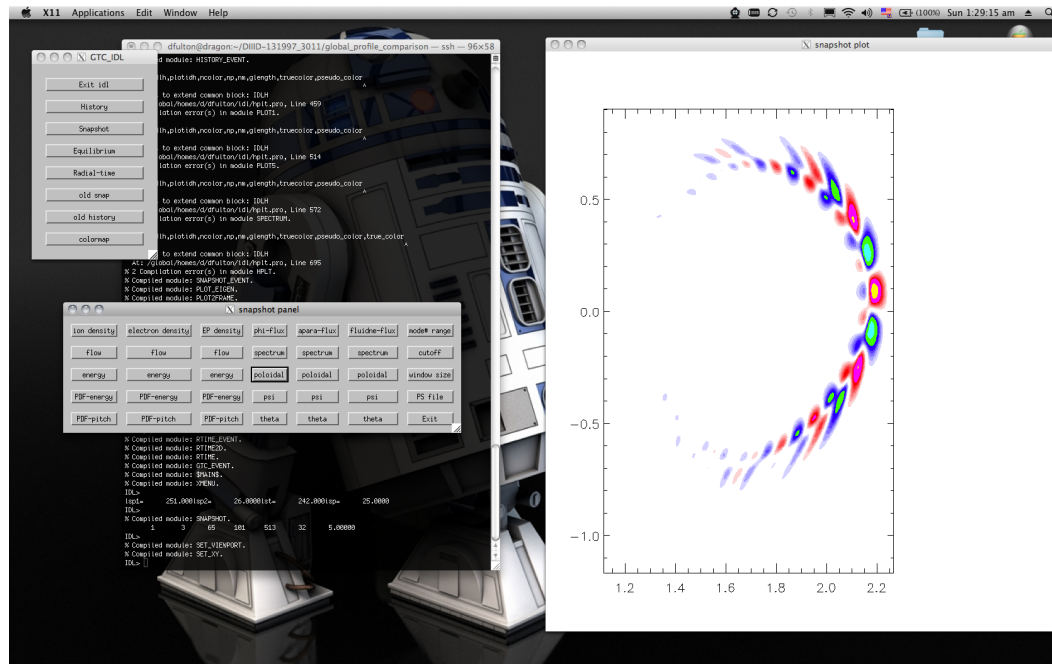 X11 Applications Edit Window Help
(100%) Sun 1:29:15 am
dfulton@dragon:~/DIIID-131997_3011/global_profile_comparison — ssh — 96×58
GTC_IDL
Exit idl
History
Snapshot
Equilibrium
Radial-time
old snap
old history
colormap
ed module: HISTORY_EVENT.
lh,plotidh,ncolor,np,nm,glength,truecolor,pseudo_color
^
to extend common block: IDLH
obal/homes/d/dfulton/idl/hplt.pro, Line 459
lation error(s) in module PLOT1.
lh,plotidh,ncolor,np,nm,glength,truecolor,pseudo_color
^
to extend common block: IDLH
obal/homes/d/dfulton/idl/hplt.pro, Line 514
lation error(s) in module PLOT5.
lh,plotidh,ncolor,np,nm,glength,truecolor,pseudo_color
^
to extend common block: IDLH
obal/homes/d/dfulton/idl/hplt.pro, Line 572
lation error(s) in module SPECTRUM.
lh,plotidh,ncolor,np,nm,glength,truecolor,pseudo_color,true_color
^
to extend common block: IDLH
At: /global/homes/d/dfulton/idl/hplt.pro, Line 695
% 2 Compilation error(s) in module HPLT.
% Compiled module: SNAPSHOT_EVENT.
% Compiled module: PLOT_EIGEN.
% Compiled module: PLOT2FRAME.
snapshot panel
ion density electron density EP density phi-flux apara-flux fluidne-flux mode# range
flow flow flow spectrum spectrum spectrum cutoff
energy energy energy poloidal poloidal poloidal window size
PDF-energy PDF-energy PDF-energy psi psi psi PS file
PDF-pitch PDF-pitch PDF-pitch theta theta theta Exit
% Compiled module: RTIME_EVENT.
% Compiled module: RTIME2D.
% Compiled module: RTIME.
% Compiled module: GTC_EVENT.
% Compiled module: $MAIN$.
% Compiled module: XMENU.
IDL>
lsp1= 251.000lsp2= 26.0000lst= 242.000lsp= 25.0000
IDL>
% Compiled module: SNAPSHOT.
1 3 65 101 513 32 5.00000
IDL>
% Compiled module: SET_VIEWPORT.
% Compiled module: SET_XY.
IDL>
snapshot plot
0.5
0.0
−0.5
−1.0
1.2 1.4 1.6 1.8 2.0 2.2